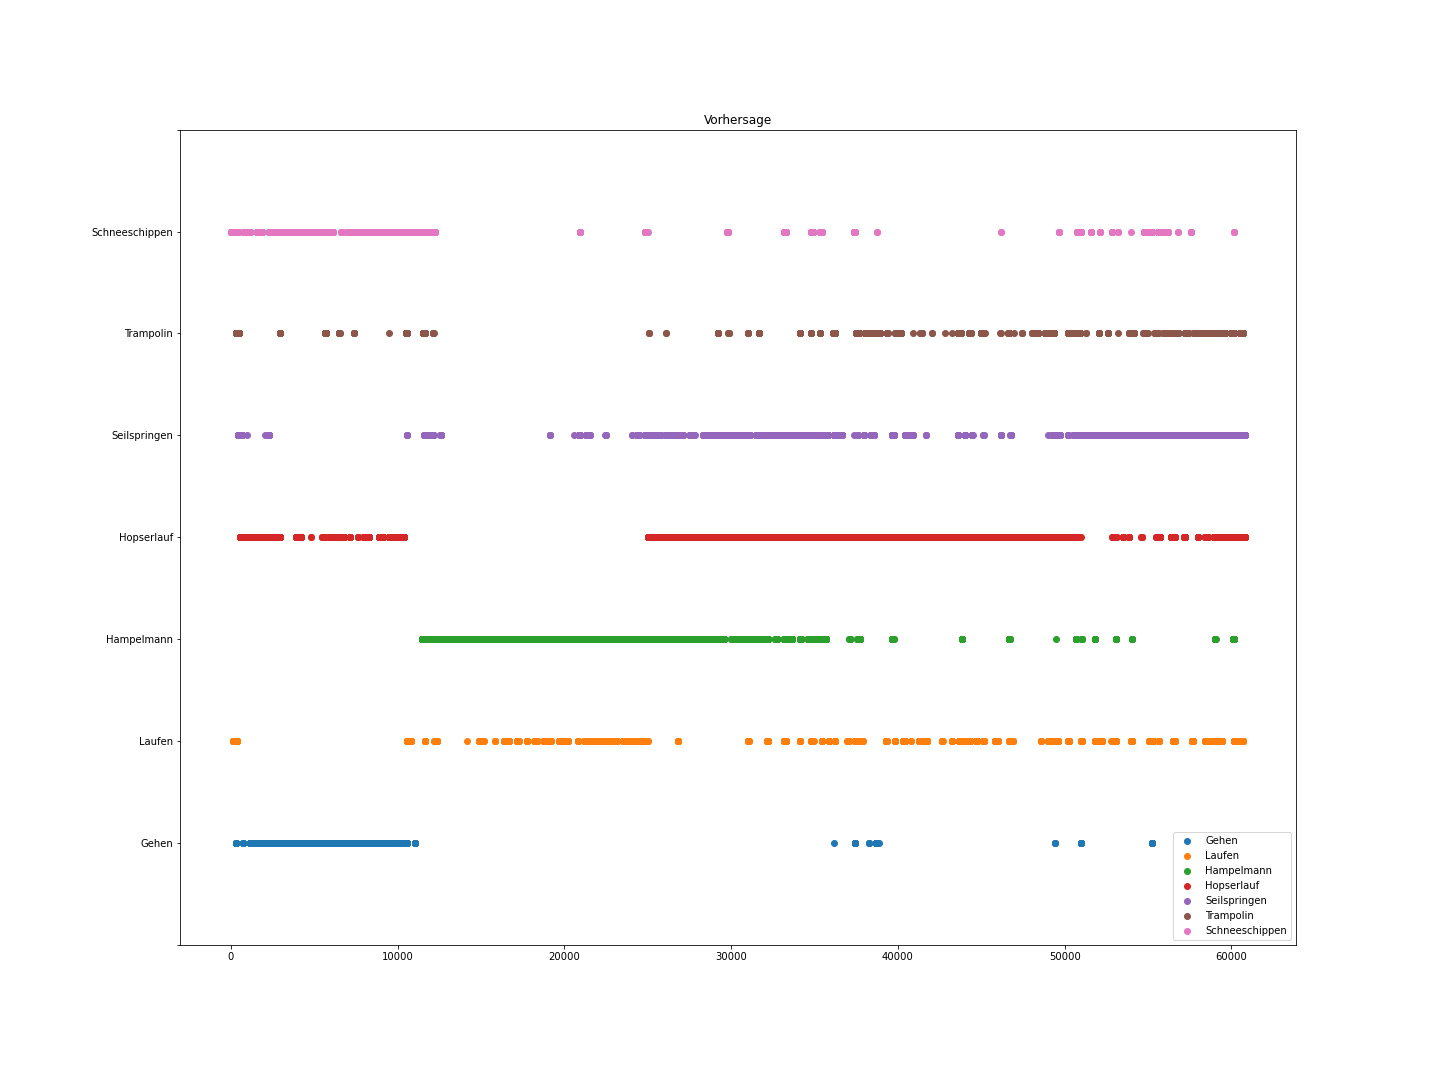 Vorhersage
Schneeschippen
Trampolin
Seilspringen
Hopserlauf
Hampelmann
Laufen
Gehen
0 10000 20000 30000 40000 50000 60000
Gehen
Laufen
Hampelmann
Hopserlauf
Seilspringen
Trampolin
Schneeschippen